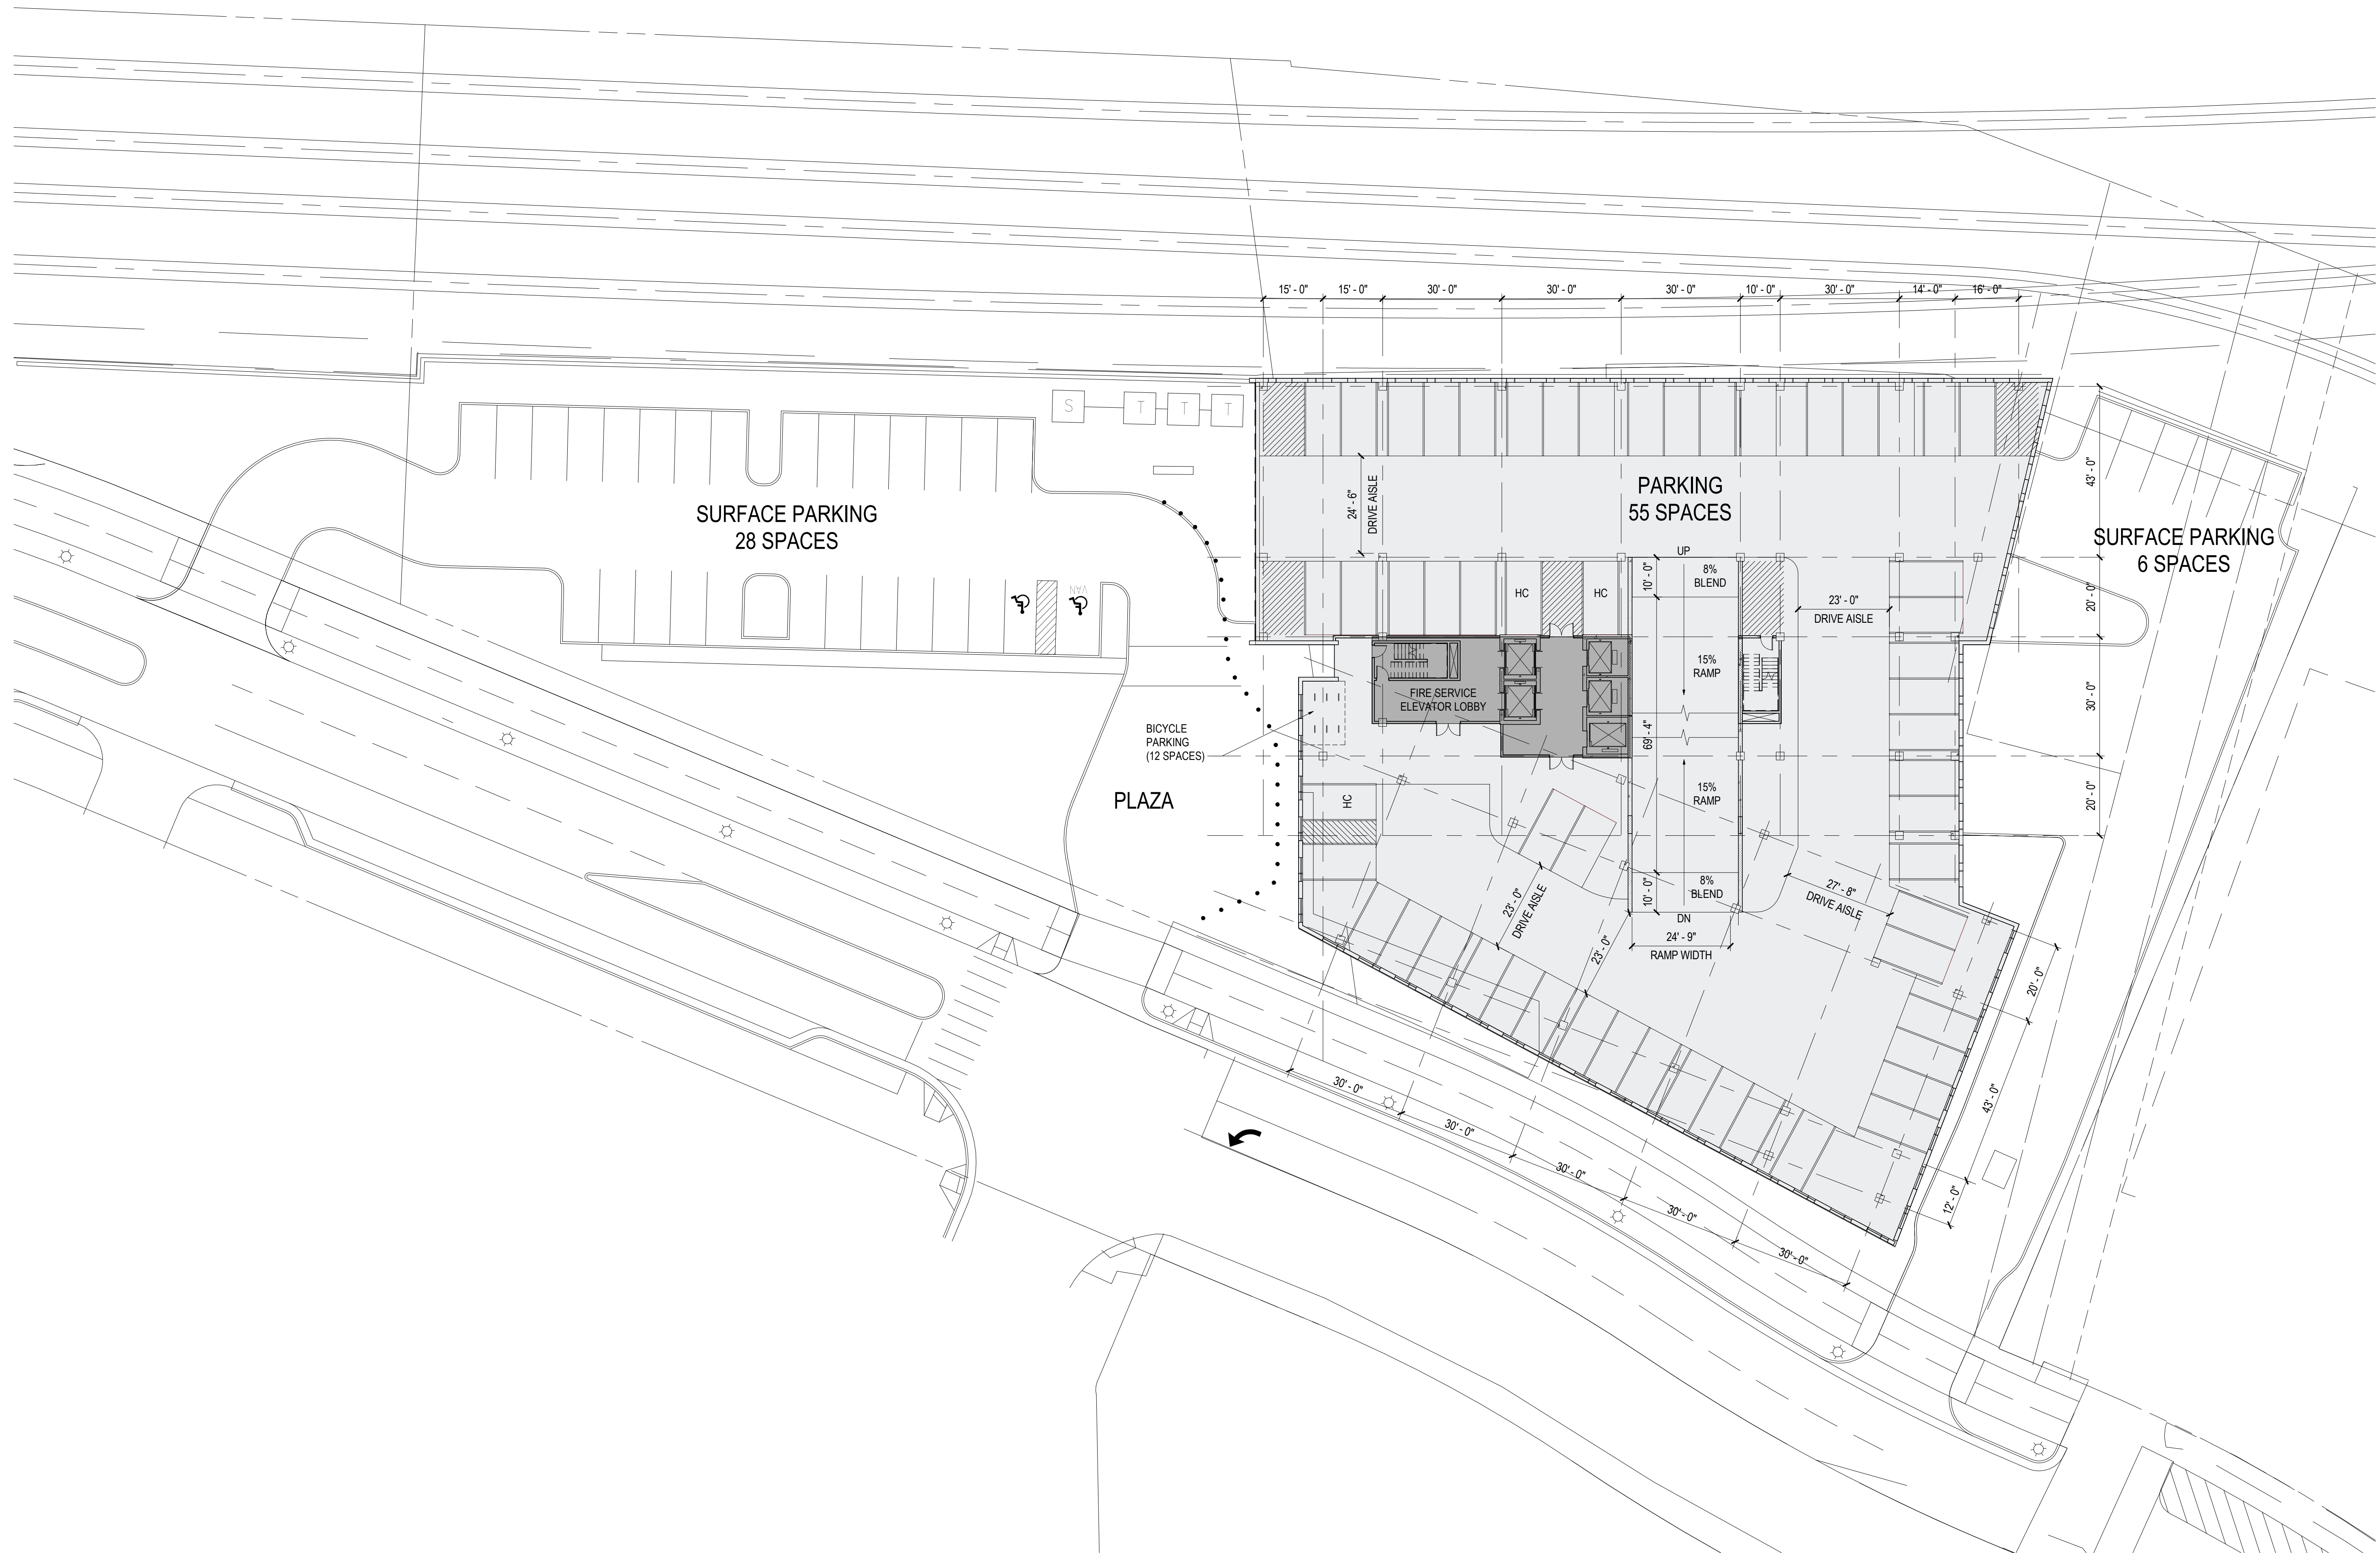 15' - 0"
15' - 0"
30' - 0"
30' - 0"
30' - 0"
10' - 0"
30' - 0"
14' - 0"
16' - 0"
S
T
T
T
SURFACE PARKING
28 SPACES
VAN
24' - 6"
DRIVE AISLE
PARKING
55 SPACES
43' - 0"
SURFACE PARKING
6 SPACES
UP
10' - 0"
8%
BLEND
HC
HC
23' - 0"
DRIVE AISLE
20' - 0"
15%
RAMP
FIRE SERVICE
ELEVATOR LOBBY
30' - 0"
69' - 4"
BICYCLE
PARKING
(12 SPACES)
PLAZA
HC
15%
RAMP
20' - 0"
10' - 0"
8%
BLEND
DN
24' - 9"
RAMP WIDTH
23' - 0"
DRIVE AISLE
23' - 0"
27' - 8"
DRIVE AISLE
20' - 0"
43' - 0"
12' - 0"
30' - 0"
30' - 0"
30' - 0"
30' - 0"
30' - 0"